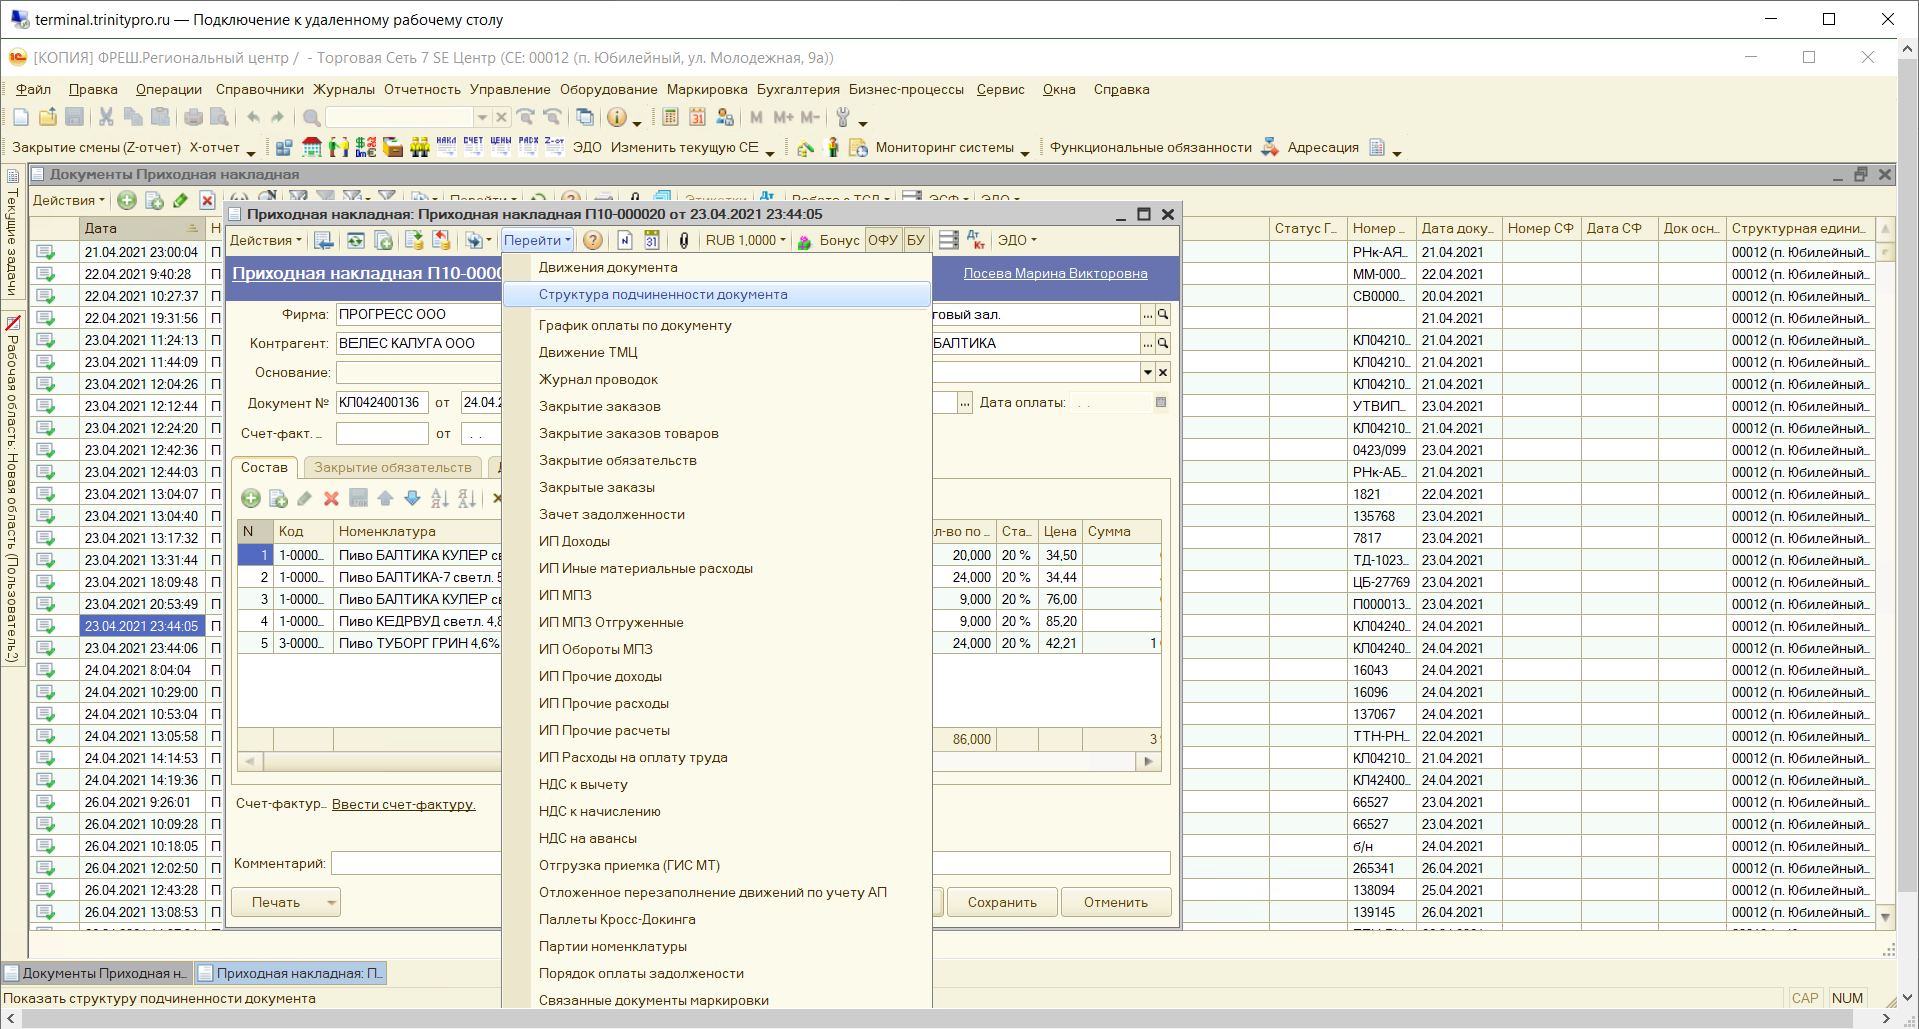 terminal.trinitypro.ru — Подключение к удаленному рабочему столу
[КОПИЯ] ФРЕШ.Региональный центр / - Торговая Сеть 7 SE Центр (СЕ: 00012 (п. Юбилейный, ул. Молодежная, 9а))
Файл Правка Операции Справочники Журналы Отчетность Управление Оборудование Маркировка Бухгалтерия Бизнес-процессы Сервис Окна Справка
M M+ M-
Закрытие смены (Z-отчет) X-отчет НАКЛ СЧЕТ ЦЕНЫ РАСХ Z-от ЭДО Изменить текущую СЕ Мониторинг системы Функциональные обязанности Адресация
Текущие задачи
Рабочая область: Новая область (Пользователь:)
Документы Приходная накладная
Действия Перейти Этикетки Работа с ТСД ЭСФ ЭДО
Приходная накладная: Приходная накладная П10-000020 от 23.04.2021 23:44:05
Действия Перейти RUB 1,0000 Бонус ОФУ БУ Дт Кт ЭДО
Приходная накладная П10-000 Лосева Марина Викторовна
Фирма: ПРОГРЕСС ООО говый зал.
Контрагент: ВЕЛЕС КАЛУГА ООО БАЛТИКА
Основание:
Документ № КЛ042400136 от 24.04.2 Дата оплаты: . .
Счет-факт. .. от . .
Состав Закрытие обязательств
N Код Номенклатура л-во по .. Ста.. Цена Сумма
1 1-0000.. Пиво БАЛТИКА КУЛЕР св 20,000 20 % 34,50
2 1-0000.. Пиво БАЛТИКА-7 светл. 5 24,000 20 % 34,44
3 1-0000.. Пиво БАЛТИКА КУЛЕР св 9,000 20 % 76,00
4 1-0000.. Пиво КЕДРВУД светл. 4,8 9,000 20 % 85,20
5 3-0000.. Пиво ТУБОРГ ГРИН 4,6% 24,000 20 % 42,21 1
86,000 3
Счет-фактур.. Ввести счет-фактуру.
Комментарий:
Печать Сохранить Отменить
Движения документа
Структура подчиненности документа
График оплаты по документу
Движение ТМЦ
Журнал проводок
Закрытие заказов
Закрытие заказов товаров
Закрытие обязательств
Закрытые заказы
Зачет задолженности
ИП Доходы
ИП Иные материальные расходы
ИП МПЗ
ИП МПЗ Отгруженные
ИП Обороты МПЗ
ИП Прочие доходы
ИП Прочие расходы
ИП Прочие расчеты
ИП Расходы на оплату труда
НДС к вычету
НДС к начислению
НДС на авансы
Отгрузка приемка (ГИС МТ)
Отложенное перезаполнение движений по учету АП
Паллеты Кросс-Докинга
Партии номенклатуры
Порядок оплаты задолжености
Связанные документы маркировки
Дата Н Статус Г.. Номер .. Дата доку.. Номер СФ Дата СФ Док осн.. Структурная едини..
21.04.2021 23:00:04 П РНк-АЯ.. 21.04.2021 00012 (п. Юбилейный..
22.04.2021 9:40:28 П ММ-000.. 22.04.2021 00012 (п. Юбилейный..
22.04.2021 10:27:37 П СВ0000.. 20.04.2021 00012 (п. Юбилейный..
22.04.2021 19:31:56 П 21.04.2021 00012 (п. Юбилейный..
23.04.2021 11:24:13 П КЛ04210.. 21.04.2021 00012 (п. Юбилейный..
23.04.2021 11:44:09 П КЛ04210.. 21.04.2021 00012 (п. Юбилейный..
23.04.2021 12:04:26 П КЛ04210.. 21.04.2021 00012 (п. Юбилейный..
23.04.2021 12:12:44 П УТВИП.. 23.04.2021 00012 (п. Юбилейный..
23.04.2021 12:24:20 П КЛ04210.. 21.04.2021 00012 (п. Юбилейный..
23.04.2021 12:42:36 П 0423/099 23.04.2021 00012 (п. Юбилейный..
23.04.2021 12:44:03 П РНк-АБ.. 21.04.2021 00012 (п. Юбилейный..
23.04.2021 13:04:07 П 1821 22.04.2021 00012 (п. Юбилейный..
23.04.2021 13:04:40 П 135768 23.04.2021 00012 (п. Юбилейный..
23.04.2021 13:17:32 П 7817 23.04.2021 00012 (п. Юбилейный..
23.04.2021 13:31:44 П ТД-1023.. 23.04.2021 00012 (п. Юбилейный..
23.04.2021 18:09:48 П ЦБ-27769 23.04.2021 00012 (п. Юбилейный..
23.04.2021 20:53:49 П П000013.. 23.04.2021 00012 (п. Юбилейный..
23.04.2021 23:44:05 П КЛ04240.. 24.04.2021 00012 (п. Юбилейный..
23.04.2021 23:44:06 П КЛ04240.. 24.04.2021 00012 (п. Юбилейный..
24.04.2021 8:04:04 П 16043 24.04.2021 00012 (п. Юбилейный..
24.04.2021 10:29:00 П 16096 24.04.2021 00012 (п. Юбилейный..
24.04.2021 10:53:04 П 137067 24.04.2021 00012 (п. Юбилейный..
24.04.2021 13:05:58 П ТТН-РН.. 22.04.2021 00012 (п. Юбилейный..
24.04.2021 14:14:53 П КЛ04210.. 21.04.2021 00012 (п. Юбилейный..
24.04.2021 14:19:36 П КЛ42400.. 24.04.2021 00012 (п. Юбилейный..
26.04.2021 9:26:01 П 66527 23.04.2021 00012 (п. Юбилейный..
26.04.2021 10:09:28 П 66527 23.04.2021 00012 (п. Юбилейный..
26.04.2021 10:18:05 П б/н 24.04.2021 00012 (п. Юбилейный..
26.04.2021 12:02:50 П 265341 26.04.2021 00012 (п. Юбилейный..
26.04.2021 12:43:28 П 138094 25.04.2021 00012 (п. Юбилейный..
26.04.2021 13:08:53 П 139145 26.04.2021 00012 (п. Юбилейный..
Документы Приходная н.. Приходная накладная: П..
Показать структуру подчиненности документа CAP NUM